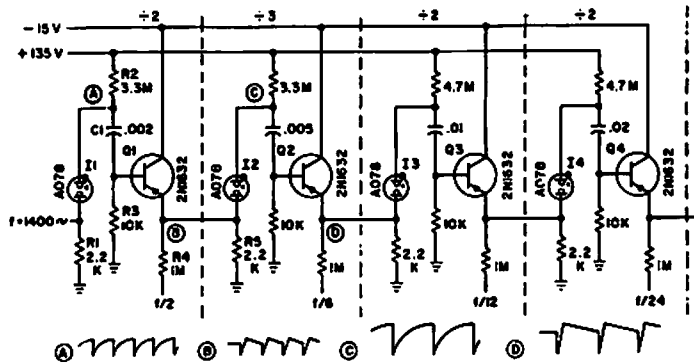 ÷2 ÷3 ÷2 ÷2
− 15V
+135V
R2
3.3M
3.3M
4.7M
4.7M
A
C
C1
.002
.005
.01
.02
Q1
Q2
Q3
Q4
I1
I2
I3
I4
A078
A078
A078
A078
2N1632
2N1632
2N1632
2N1632
f=1400~
R3
10K
10K
10K
10K
B
D
R1
2.2
K
R4
1M
R5
2.2
K
1M
2.2
K
1M
2.2
K
1M
f/2
f/6
f/12
f/24
A B C D